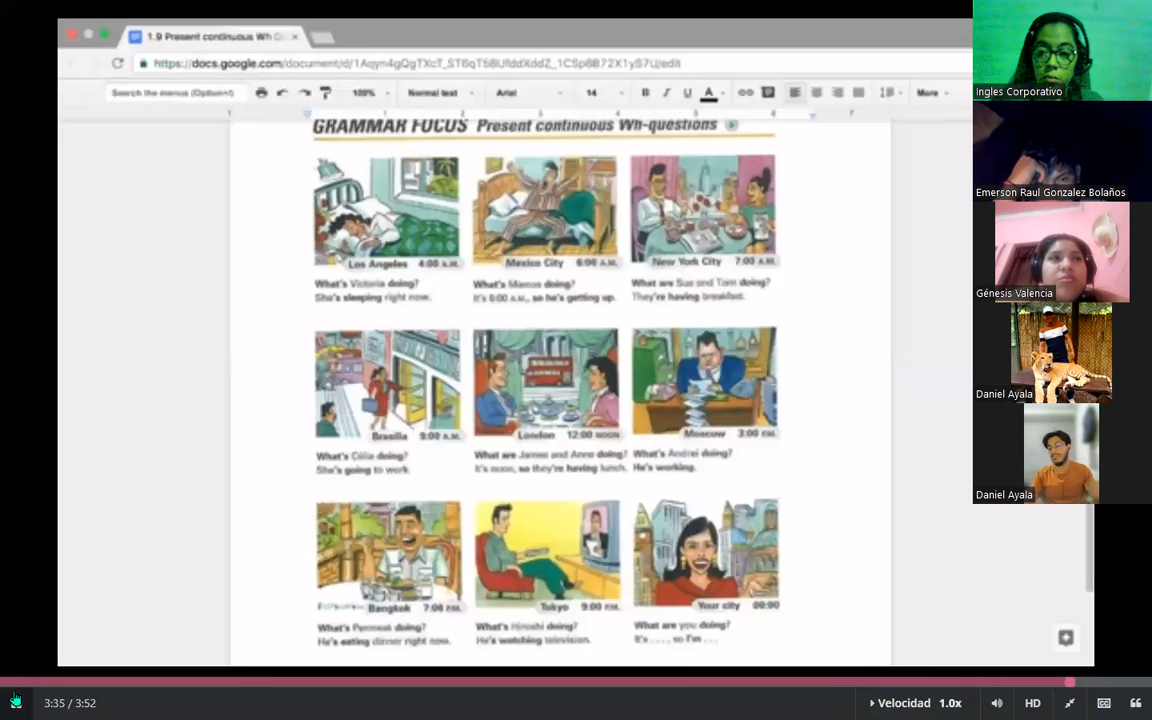 1.9 Present continuous Wh
Search the menus (Option+/)
100%
Normal text
Arial
14
B
I
U
A
More
GRAMMAR FOCUS Present continuous Wh-questions
Los Angeles 4:00 A.M.
What's Victoria doing?
She's sleeping right now.
Mexico City 6:00 A.M.
What's Marcos doing?
It's 6:00 A.M., so he's getting up.
New York City 7:00 A.M.
What are Sue and Tom doing?
They're having breakfast.
Brasília 9:00 A.M.
What's Célia doing?
She's going to work.
London 12:00 NOON
What are James and Anne doing?
It's noon, so they're having lunch.
Moscow 3:00 P.M.
What's Andrei doing?
He's working.
Bangkok 7:00 P.M.
What's Permsak doing?
He's eating dinner right now.
Tokyo 9:00 P.M.
What's Hiroshi doing?
He's watching television.
Your city 00:00
What are you doing?
It's ...., so I'm ...
Ingles Corporativo
Emerson Raul Gonzalez Bolaños
Génesis Valencia
Daniel Ayala
Daniel Ayala
3:35 / 3:52
Velocidad 1.0x
HD